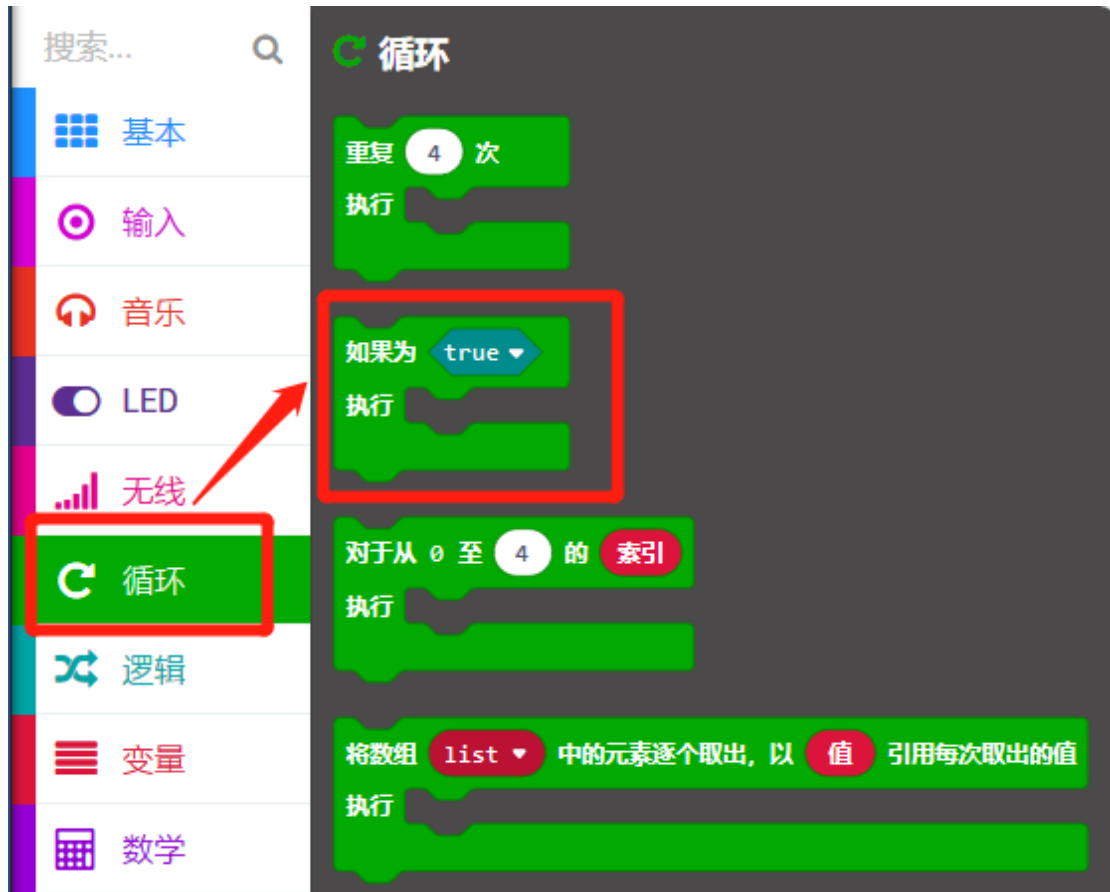 搜索...
基本
输入
音乐
LED
无线
循环
逻辑
变量
数学
循环
重复 4 次
执行
如果为 true
执行
对于从 0 至 4 的 索引
执行
将数组 list 中的元素逐个取出, 以 值 引用每次取出的值
执行